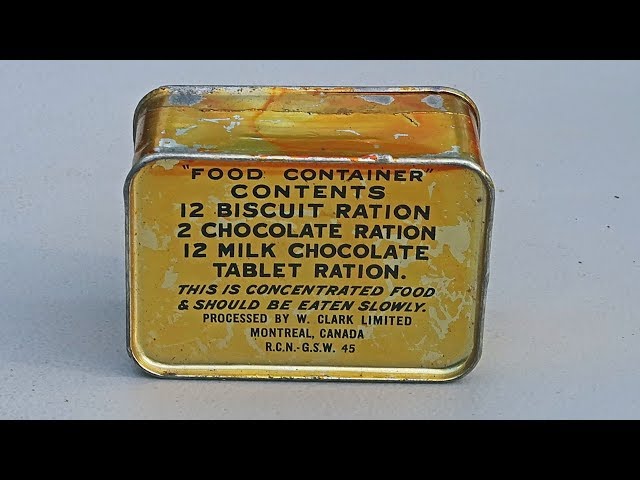 "FOOD CONTAINER"
CONTENTS
12 BISCUIT RATION
2 CHOCOLATE RATION
12 MILK CHOCOLATE
TABLET RATION.
THIS IS CONCENTRATED FOOD
& SHOULD BE EATEN SLOWLY.
PROCESSED BY W. CLARK LIMITED
MONTREAL, CANADA
R.C.N.-G.S.W. 45